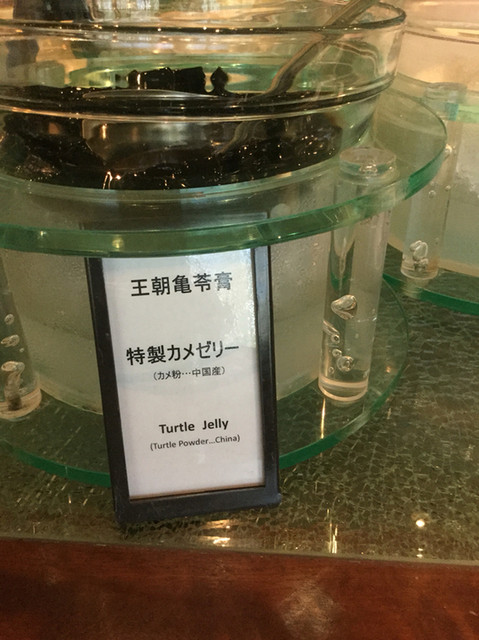 王朝亀苓膏
特製カメゼリー
（カメ粉…中国産）
Turtle Jelly
(Turtle Powder...China)